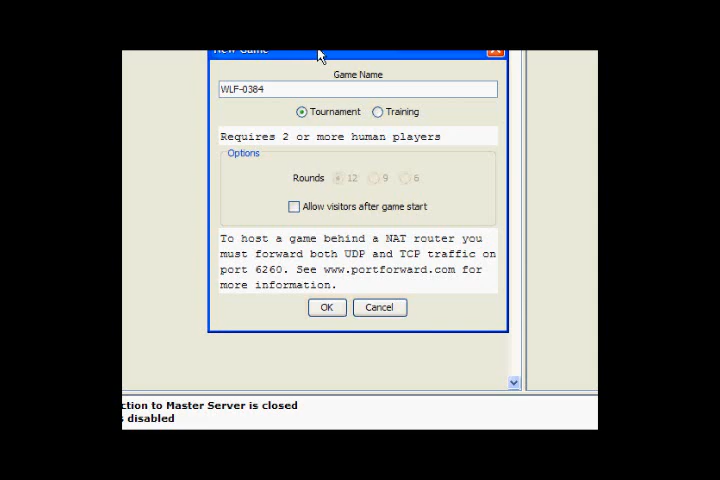 New Game
Game Name
WLF-0384
Tournament Training
Requires 2 or more human players
Options
Rounds 12 9 6
Allow visitors after game start
To host a game behind a NAT router you
must forward both UDP and TCP traffic on
port 6260. See www.portforward.com for
more information.
OK Cancel
ction to Master Server is closed
disabled